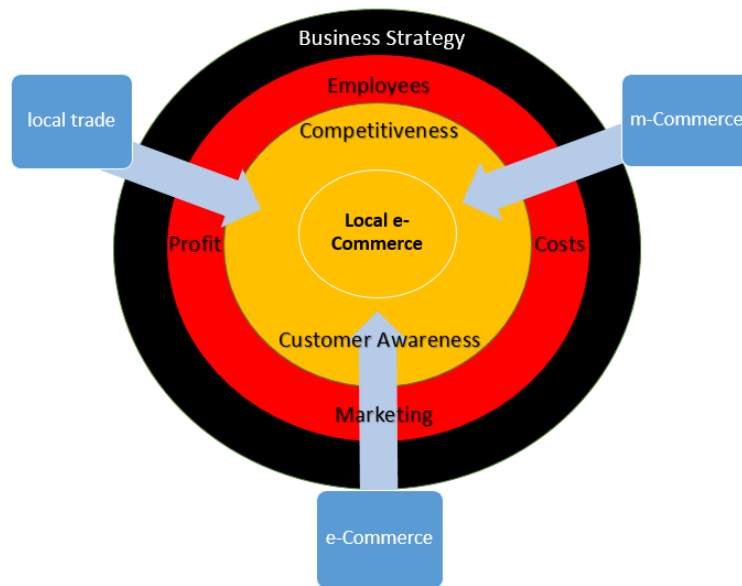 Business Strategy
Employees
local trade
m-Commerce
Competitiveness
Local e-
Commerce
Profit
Costs
Customer Awareness
Marketing
e-Commerce